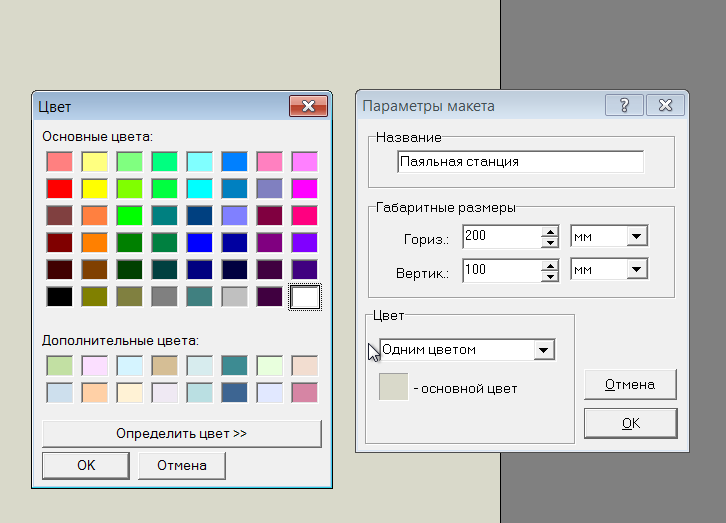 Цвет
Основные цвета:
Дополнительные цвета:
Определить цвет >>
OK
Отмена
Параметры макета
?
Название
Паяльная станция
Габаритные размеры
Гориз.: 200 мм
Вертик.: 100 мм
Цвет
Одним цветом
- основной цвет
Отмена
OK